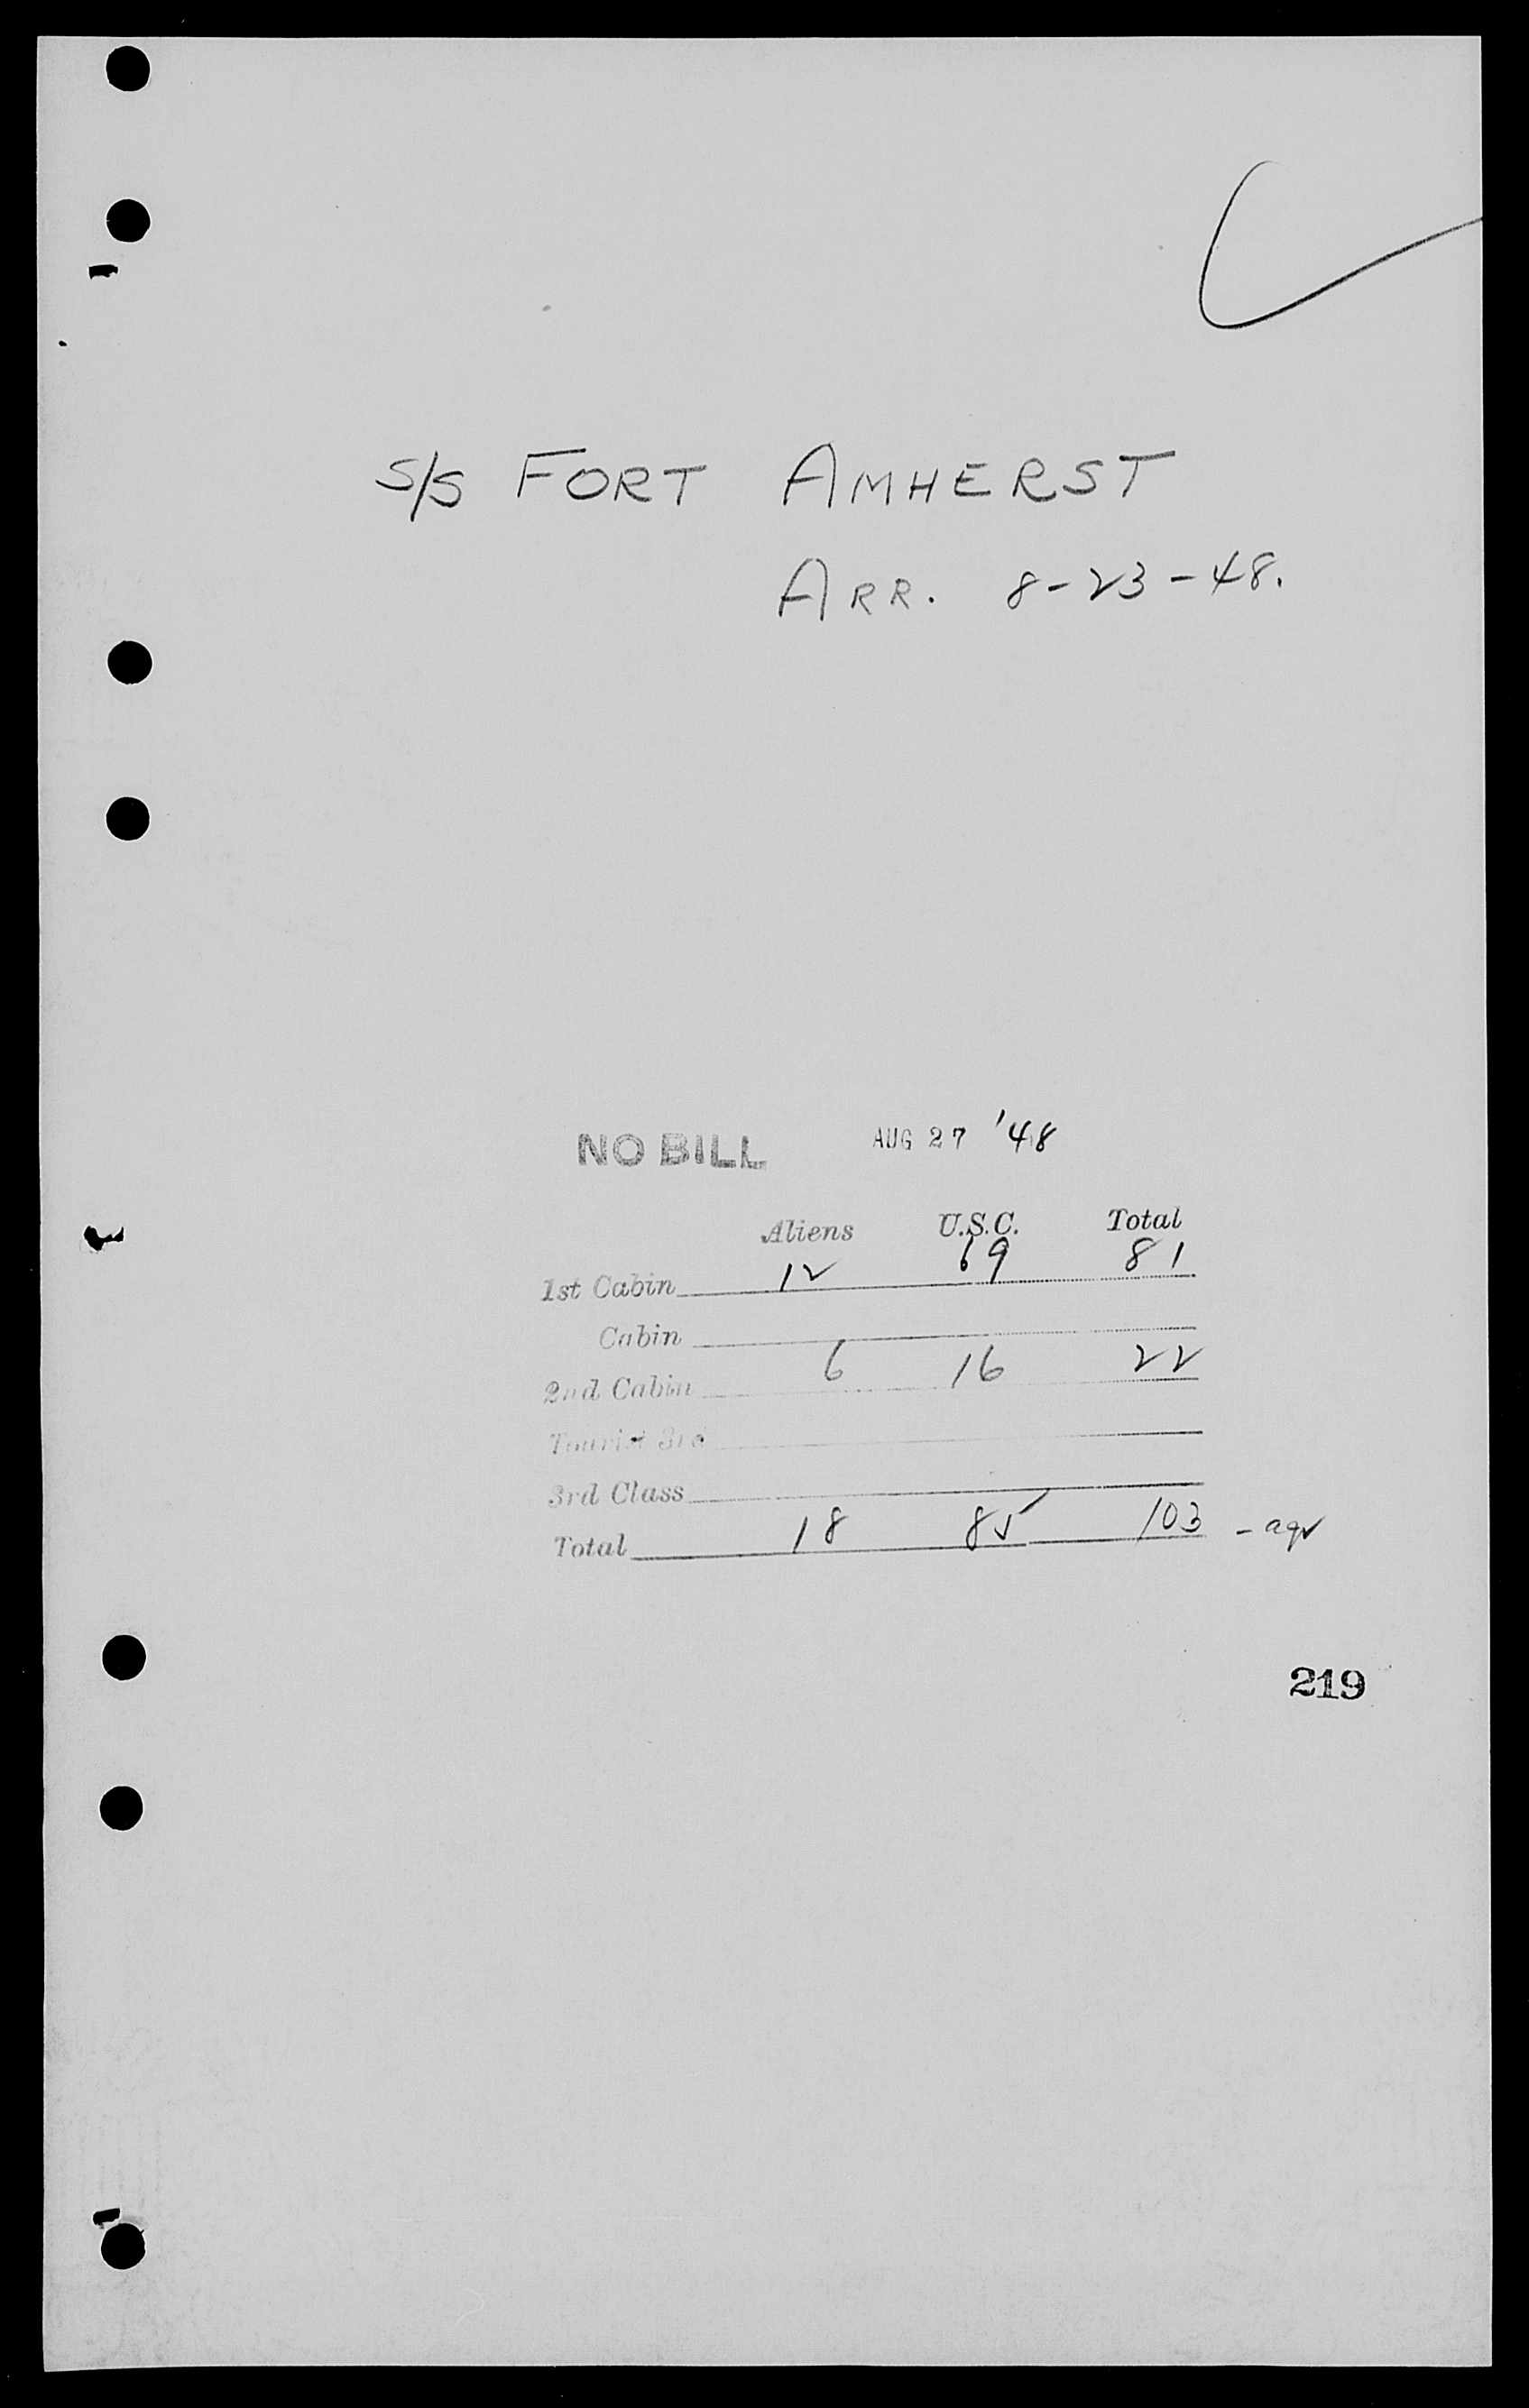 S/S FORT AMHERST
ARR. 8-23-48.
NO BILL AUG 27 '48
Aliens U.S.C. Total
1st Cabin 12 69 81
Cabin
2nd Cabin 6 16 22
Tourist 3rd
3rd Class
Total 18 85 103
219